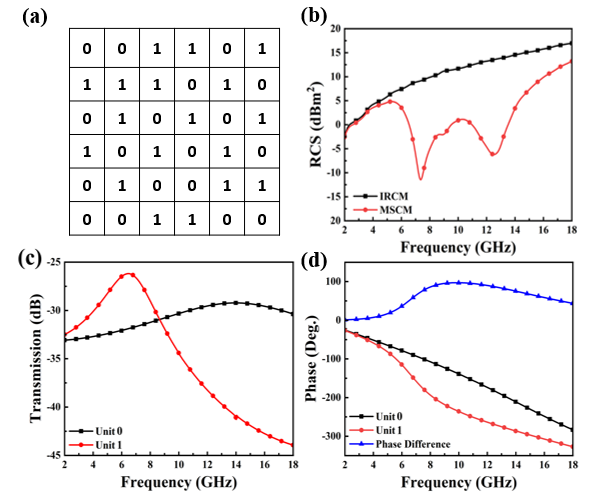 (a)
0 0 1 1 0 1
1 1 1 0 1 0
0 1 0 1 0 1
1 0 1 0 1 0
0 1 0 0 1 1
0 0 1 1 0 0
(b)
20
15
10
5
0
-5
-10
-15
-20
RCS (dBm²)
IRCM
MSCM
2 4 6 8 10 12 14 16 18
Frequency (GHz)
(c)
-25
-30
-35
-40
-45
Transmission (dB)
Unit 0
Unit 1
2 4 6 8 10 12 14 16 18
Frequency (GHz)
(d)
100
0
-100
-200
-300
Phase (Deg.)
Unit 0
Unit 1
Phase Difference
2 4 6 8 10 12 14 16 18
Frequency (GHz)